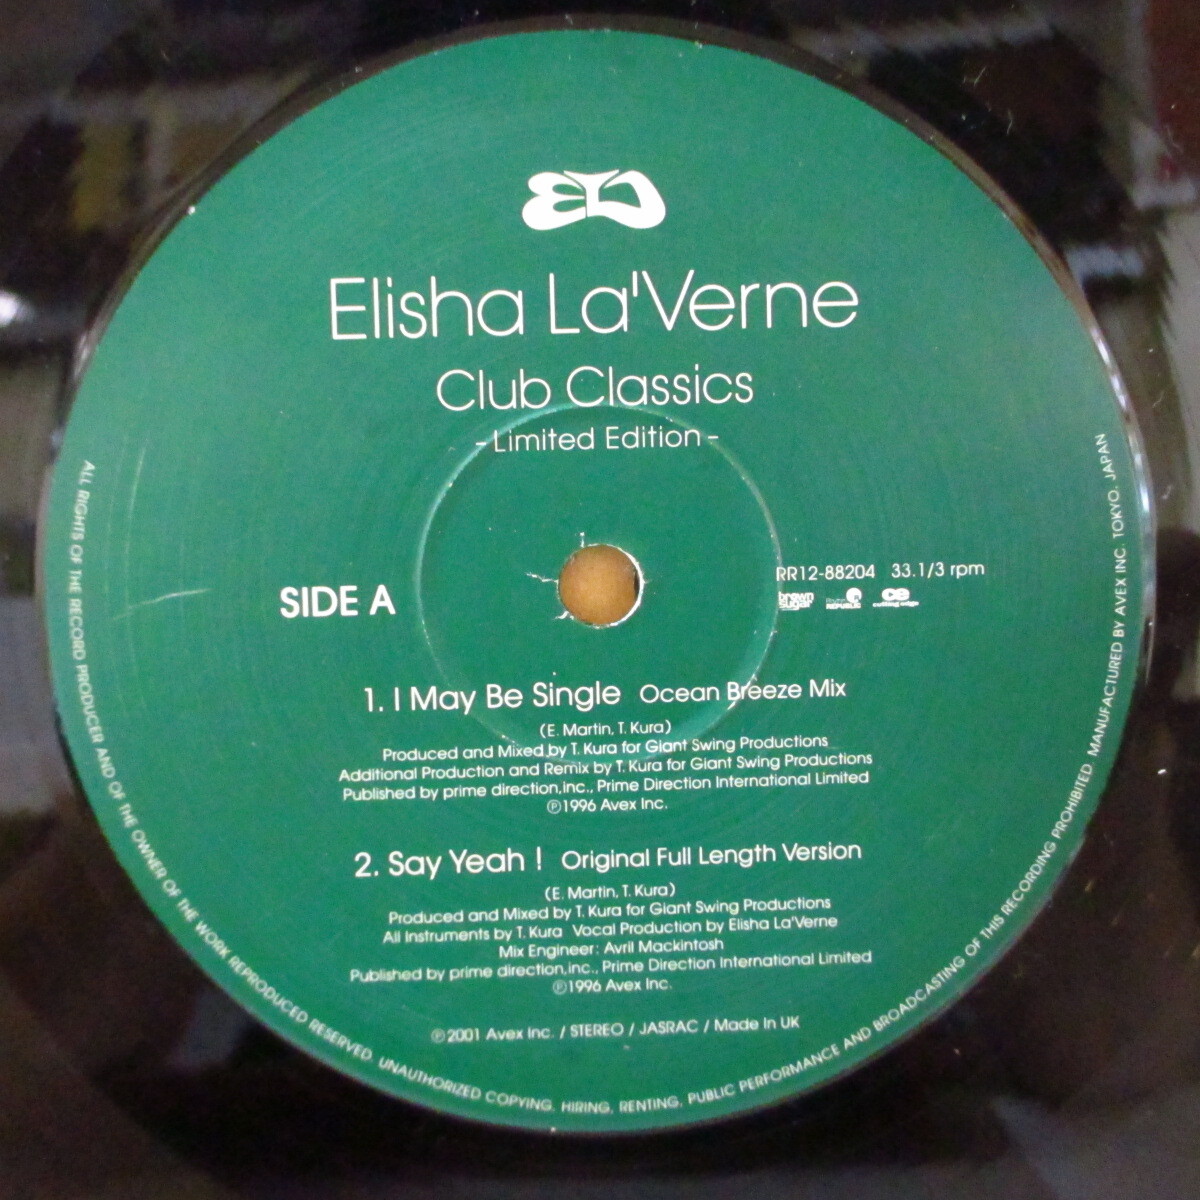 Elisha La'Verne
Club Classics
- Limited Edition -
SIDE A
RR12-88204 33.1/3 rpm
brown sugar REPUBLIC cutting edge
1. I May Be Single Ocean Breeze Mix
(E. Martin, T. Kura)
Produced and Mixed by T. Kura for Giant Swing Productions
Additional Production and Remix by T. Kura for Giant Swing Productions
Published by prime direction,inc., Prime Direction International Limited
℗1996 Avex Inc.
2. Say Yeah ! Original Full Length Version
(E. Martin, T. Kura)
Produced and Mixed by T. Kura for Giant Swing Productions
All Instruments by T. Kura Vocal Production by Elisha La'Verne
Mix Engineer: Avril Mackintosh
Published by prime direction,inc., Prime Direction International Limited
℗1996 Avex Inc.
℗2001 Avex Inc. / STEREO / JASRAC / Made In UK
ALL RIGHTS OF THE RECORD PRODUCER AND OF THE OWNER OF THE WORK REPRODUCED RESERVED. UNAUTHORIZED COPYING, HIRING, RENTING, PUBLIC PERFORMANCE AND BROADCASTING OF THIS RECORDING PROHIBITED. MANUFACTURED BY AVEX INC. TOKYO, JAPAN